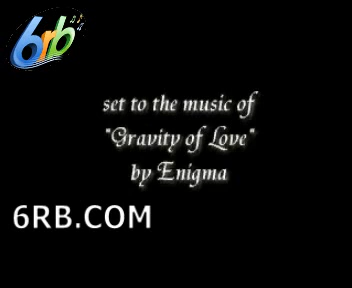 6rb
set to the music of
"Gravity of Love"
by Enigma
6RB.COM